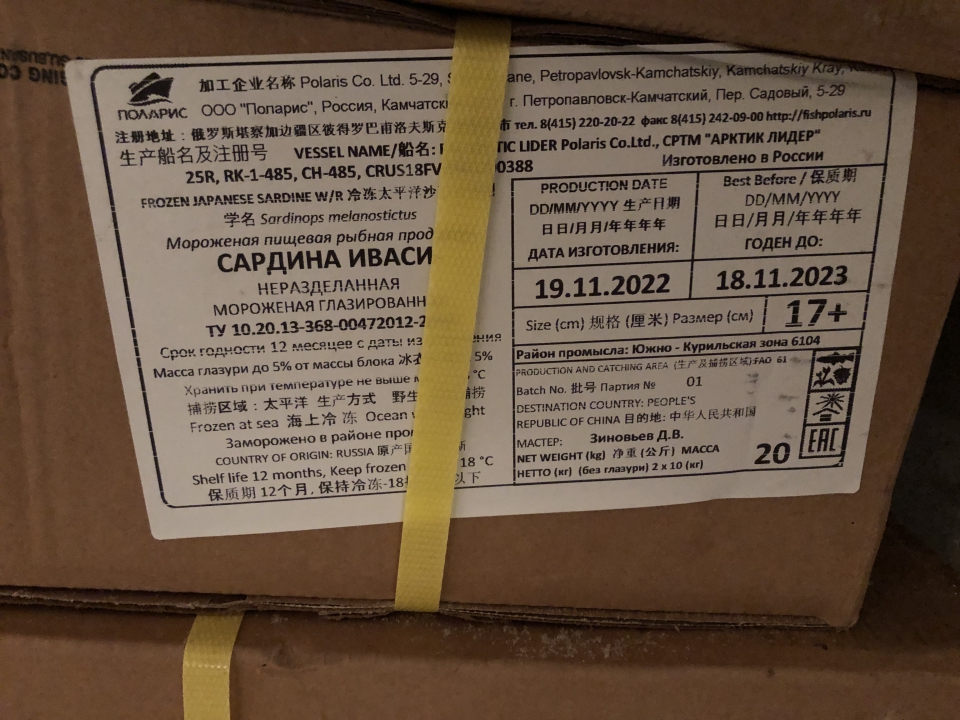 ПОЛАРИС
加工企业名称 Polaris Co. Ltd. 5-29, Petropavlovsk-Kamchatskiy, Kamchatskiy Kray,
ООО "Поларис", Россия, г. Петропавловск-Камчатский, Пер. Садовый, 5-29
注册地址：俄罗斯堪察加边疆区彼得罗巴甫洛夫斯克 市 тел. 8(415) 220-20-22 факс 8(415) 242-09-00 http://fishpolaris.ru
生产船名及注册号 VESSEL NAME/船名: LIDER Polaris Co.Ltd., СРТМ "АРКТИК ЛИДЕР"
25R, RK-1-485, CH-485, Изготовлено в России
FROZEN JAPANESE SARDINE W/R 冷冻太平洋沙
学名 Sardinops melanostictus
Мороженая пищевая рыбная
САРДИНА ИВАСИ
НЕРАЗДЕЛАННАЯ
МОРОЖЕНАЯ
ТУ 10.20.13-368-00472012-2
Срок годности 12 месяцев с даты
Масса глазури до 5% от массы блока 5%
Хранить при температуре не выше °C
捕捞区域：太平洋 生产方式 野生 捕捞
Frozen at sea 海上冷冻 Ocean
Заморожено в районе
COUNTRY OF ORIGIN: RUSSIA 原产
Shelf life 12 months, Keep frozen 18 °C
保质期 12个月, 保持冷冻-18 以下
PRODUCTION DATE
DD/MM/YYYY 生产日期
日日/月月/年年年年
ДАТА ИЗГОТОВЛЕНИЯ:
19.11.2022
Best Before / 保质期
DD/MM/YYYY
日日/月月/年年年年
ГОДЕН ДО:
18.11.2023
Size (cm) 规格 (厘米) Размер (см) 17+
Район промысла: Южно - Курильская зона 6104
PRODUCTION AND CATCHING AREA (生产及捕捞区域) FAO 61
Batch No. 批号 Партия № 01
DESTINATION COUNTRY: PEOPLE'S
REPUBLIC OF CHINA 目的地: 中华人民共和国
МАСТЕР: Зиновьев Д.В.
NET WEIGHT (kg) 净重 (公斤) МАССА
НЕТТО (кг) (без глазури) 2 x 10 (кг) 20
EAC